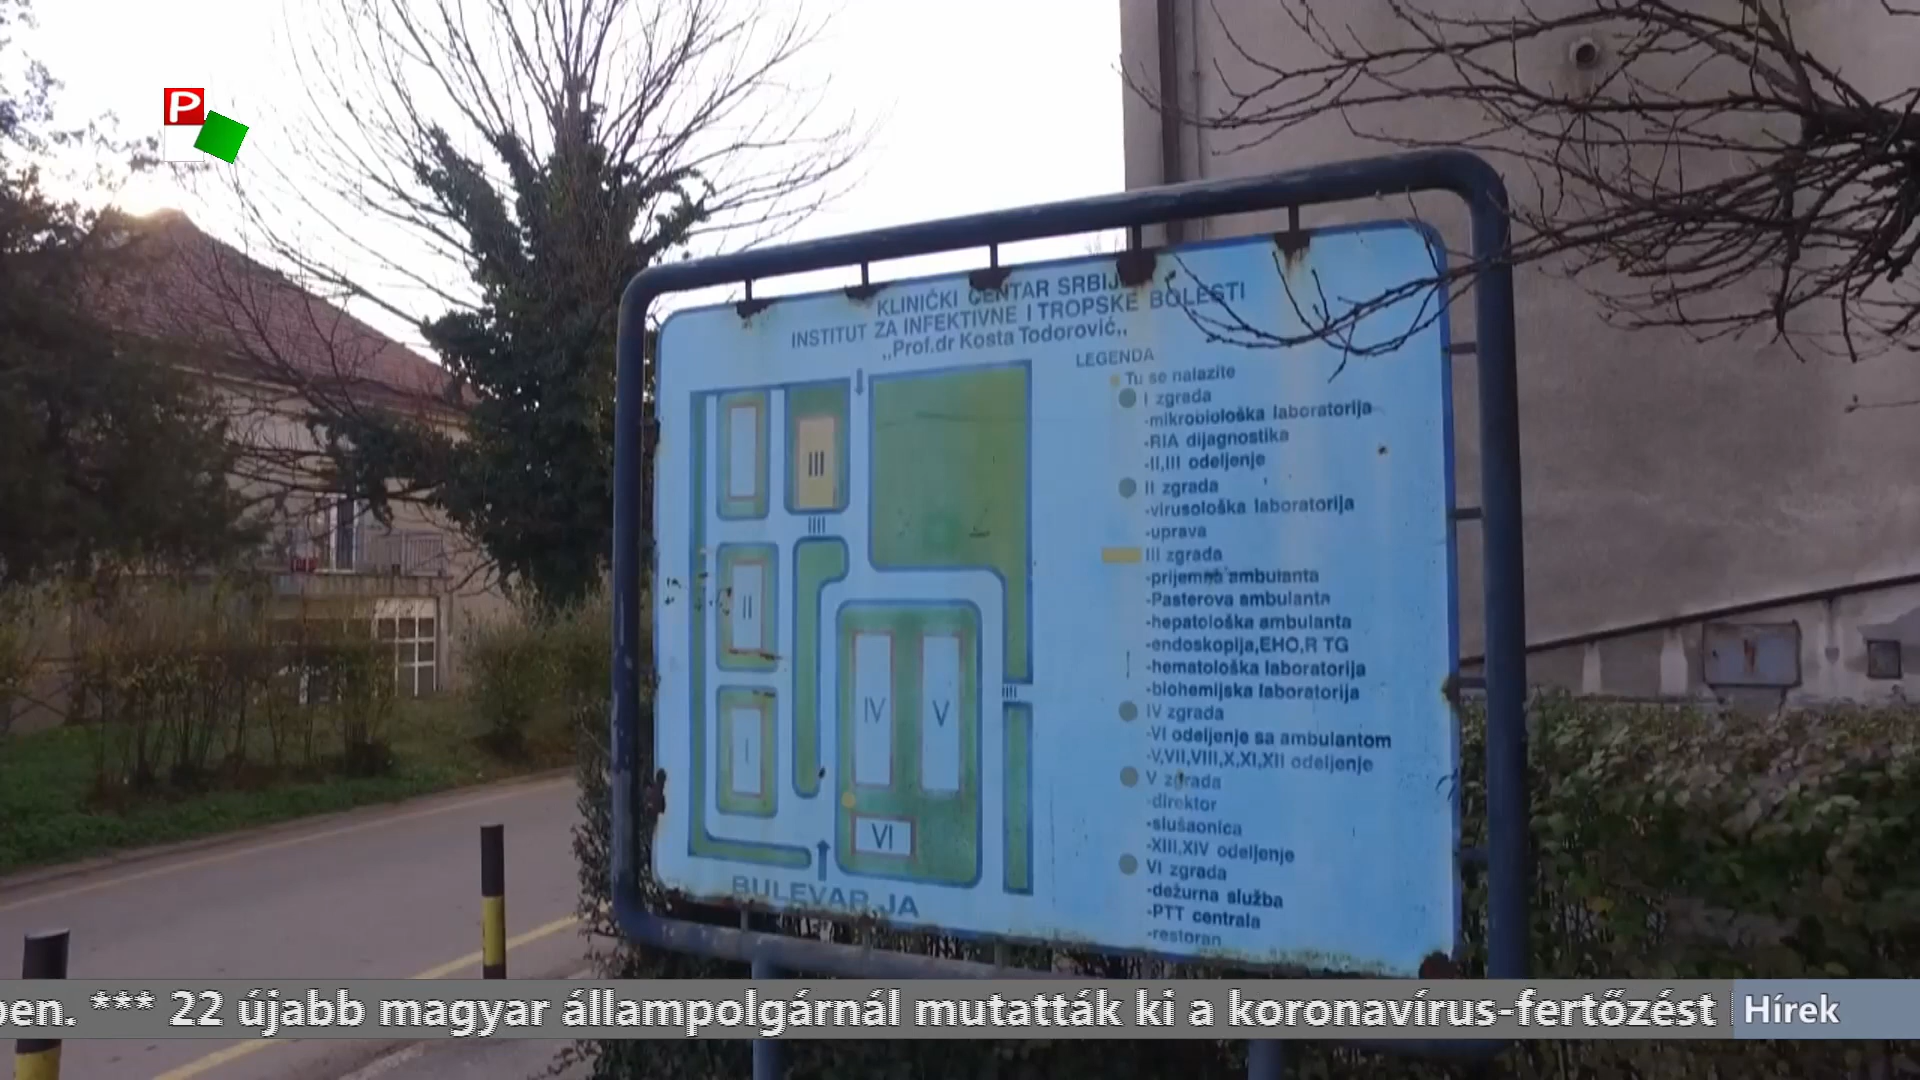 P
KLINIČKI CENTAR SRBIJE
INSTITUT ZA INFEKTIVNE I TROPSKE BOLESTI
,,Prof.dr Kosta Todorović,,
LEGENDA
Tu se nalazite
I zgrada
-mikrobiološka laboratorija
-RIA dijagnostika
-II,III odeljenje
II zgrada
-virusološka laboratorija
-uprava
III zgrada
-prijemna ambulanta
-Pasterova ambulanta
-hepatološka ambulanta
-endoskopija,EHO,R TG
-hematološka laboratorija
-biohemijska laboratorija
IV zgrada
-VI odeljenje sa ambulantom
-V,VII,VIII,X,XI,XII odeljenje
V zgrada
-direktor
-slušaonica
-XIII,XIV odeljenje
VI zgrada
-dežurna služba
-PTT centrala
-restoran
III
II
I
IV
V
VI
BULEVAR JA
ben. *** 22 újabb magyar állampolgárnál mutatták ki a koronavírus-fertőzést
Hírek